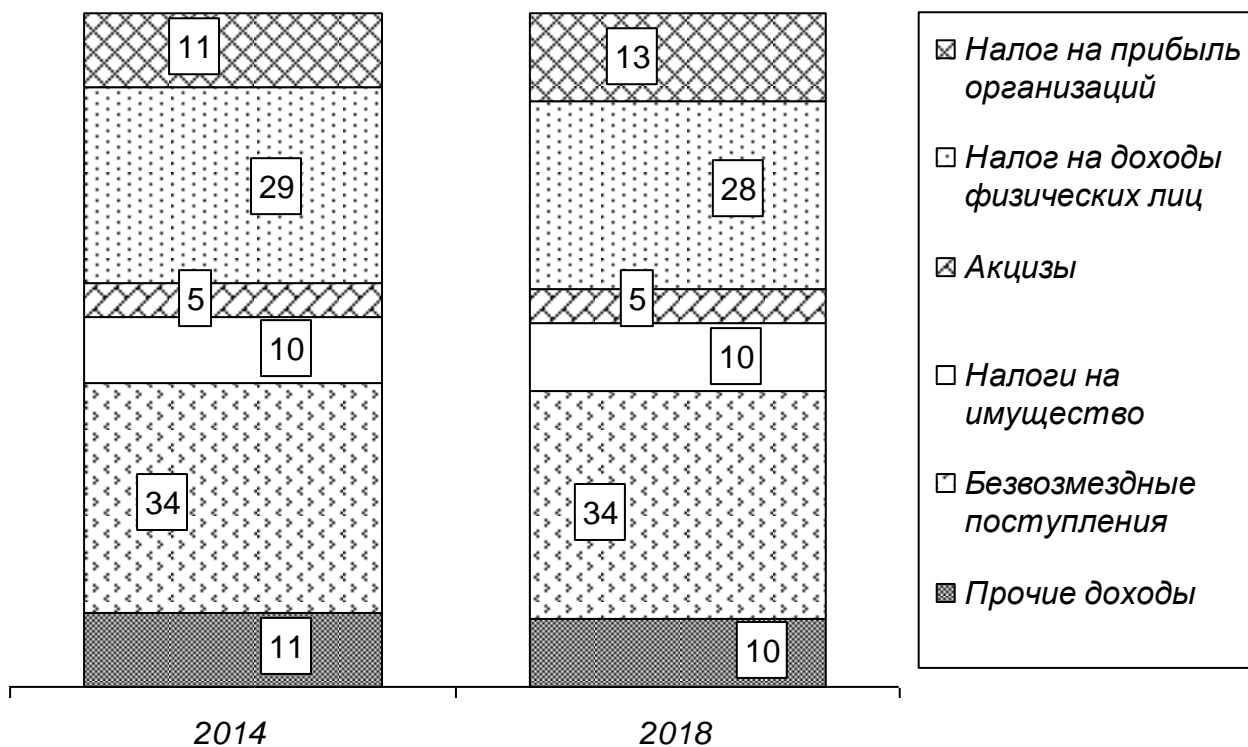 11
29
5
10
34
11
13
28
5
10
34
10
2014
2018
Налог на прибыль
организаций
Налог на доходы
физических лиц
Акцизы
Налоги на
имущество
Безвозмездные
поступления
Прочие доходы